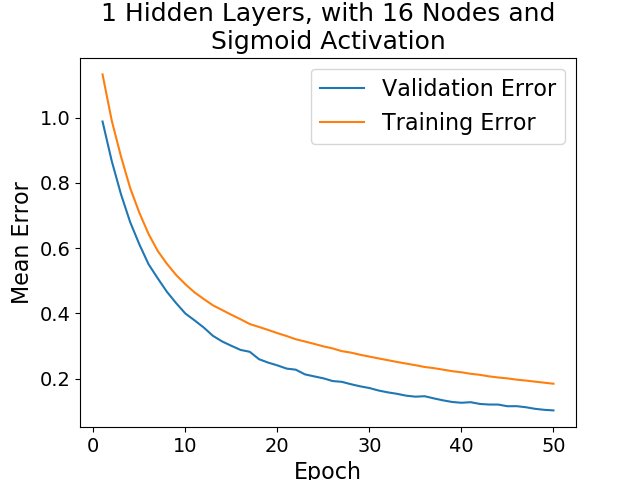 1 Hidden Layers, with 16 Nodes and
Sigmoid Activation
Validation Error
Training Error
Mean Error
1.0
0.8
0.6
0.4
0.2
0 10 20 30 40 50
Epoch